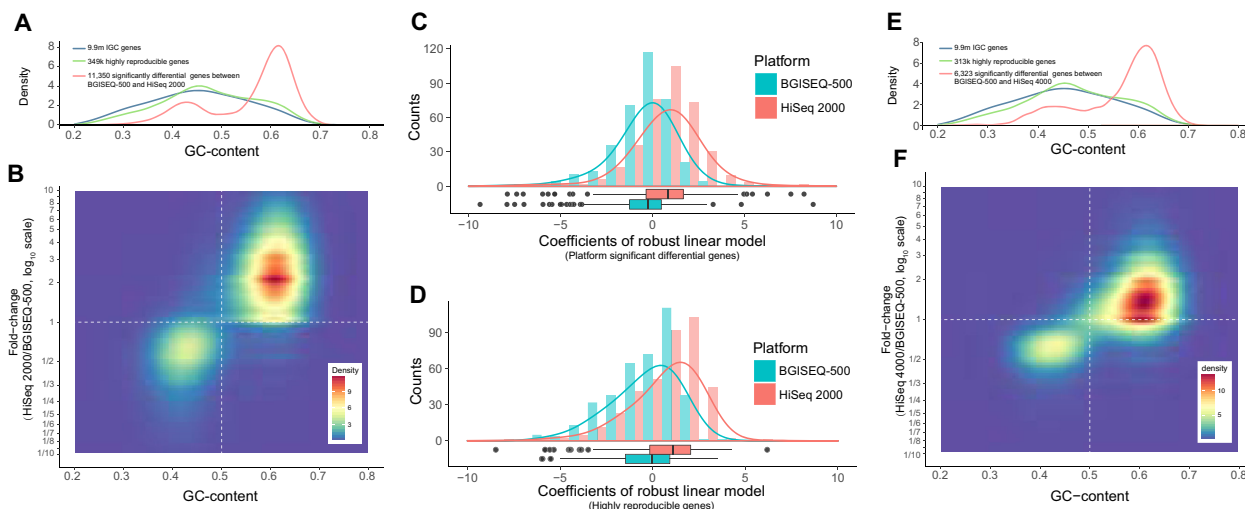 A
9.9m IGC genes
349k highly reproducible genes
11,350 significantly differential genes between
BGISEQ-500 and HiSeq 2000
Density
8
6
4
2
0
0.2 0.3 0.4 0.5 0.6 0.7 0.8
GC-content
B
Fold-change
(HiSeq 2000/BGISEQ-500, log10 scale)
10
9
8
7
6
5
4
3
2
1
1/2
1/3
1/4
1/5
1/6
1/7
1/8
1/10
Density
9
6
3
0.2 0.3 0.4 0.5 0.6 0.7 0.8
GC-content
C
Counts
120
90
60
30
0
Platform
BGISEQ-500
HiSeq 2000
−10 −5 0 5 10
Coefficients of robust linear model
(Platform significant differential genes)
D
Counts
90
60
30
0
Platform
BGISEQ-500
HiSeq 2000
−10 −5 0 5 10
Coefficients of robust linear model
(Highly reproducible genes)
E
9.9m IGC genes
313k highly reproducible genes
6,323 significantly differential genes between
BGISEQ-500 and HiSeq 4000
Density
8
6
4
2
0
0.2 0.3 0.4 0.5 0.6 0.7 0.8
GC-content
F
Fold-change
(HiSeq 4000/BGISEQ-500, log10 scale)
10
9
8
7
6
5
4
3
2
1
1/2
1/3
1/4
1/5
1/6
1/7
1/8
1/10
density
10
5
0.2 0.3 0.4 0.5 0.6 0.7 0.8
GC−content